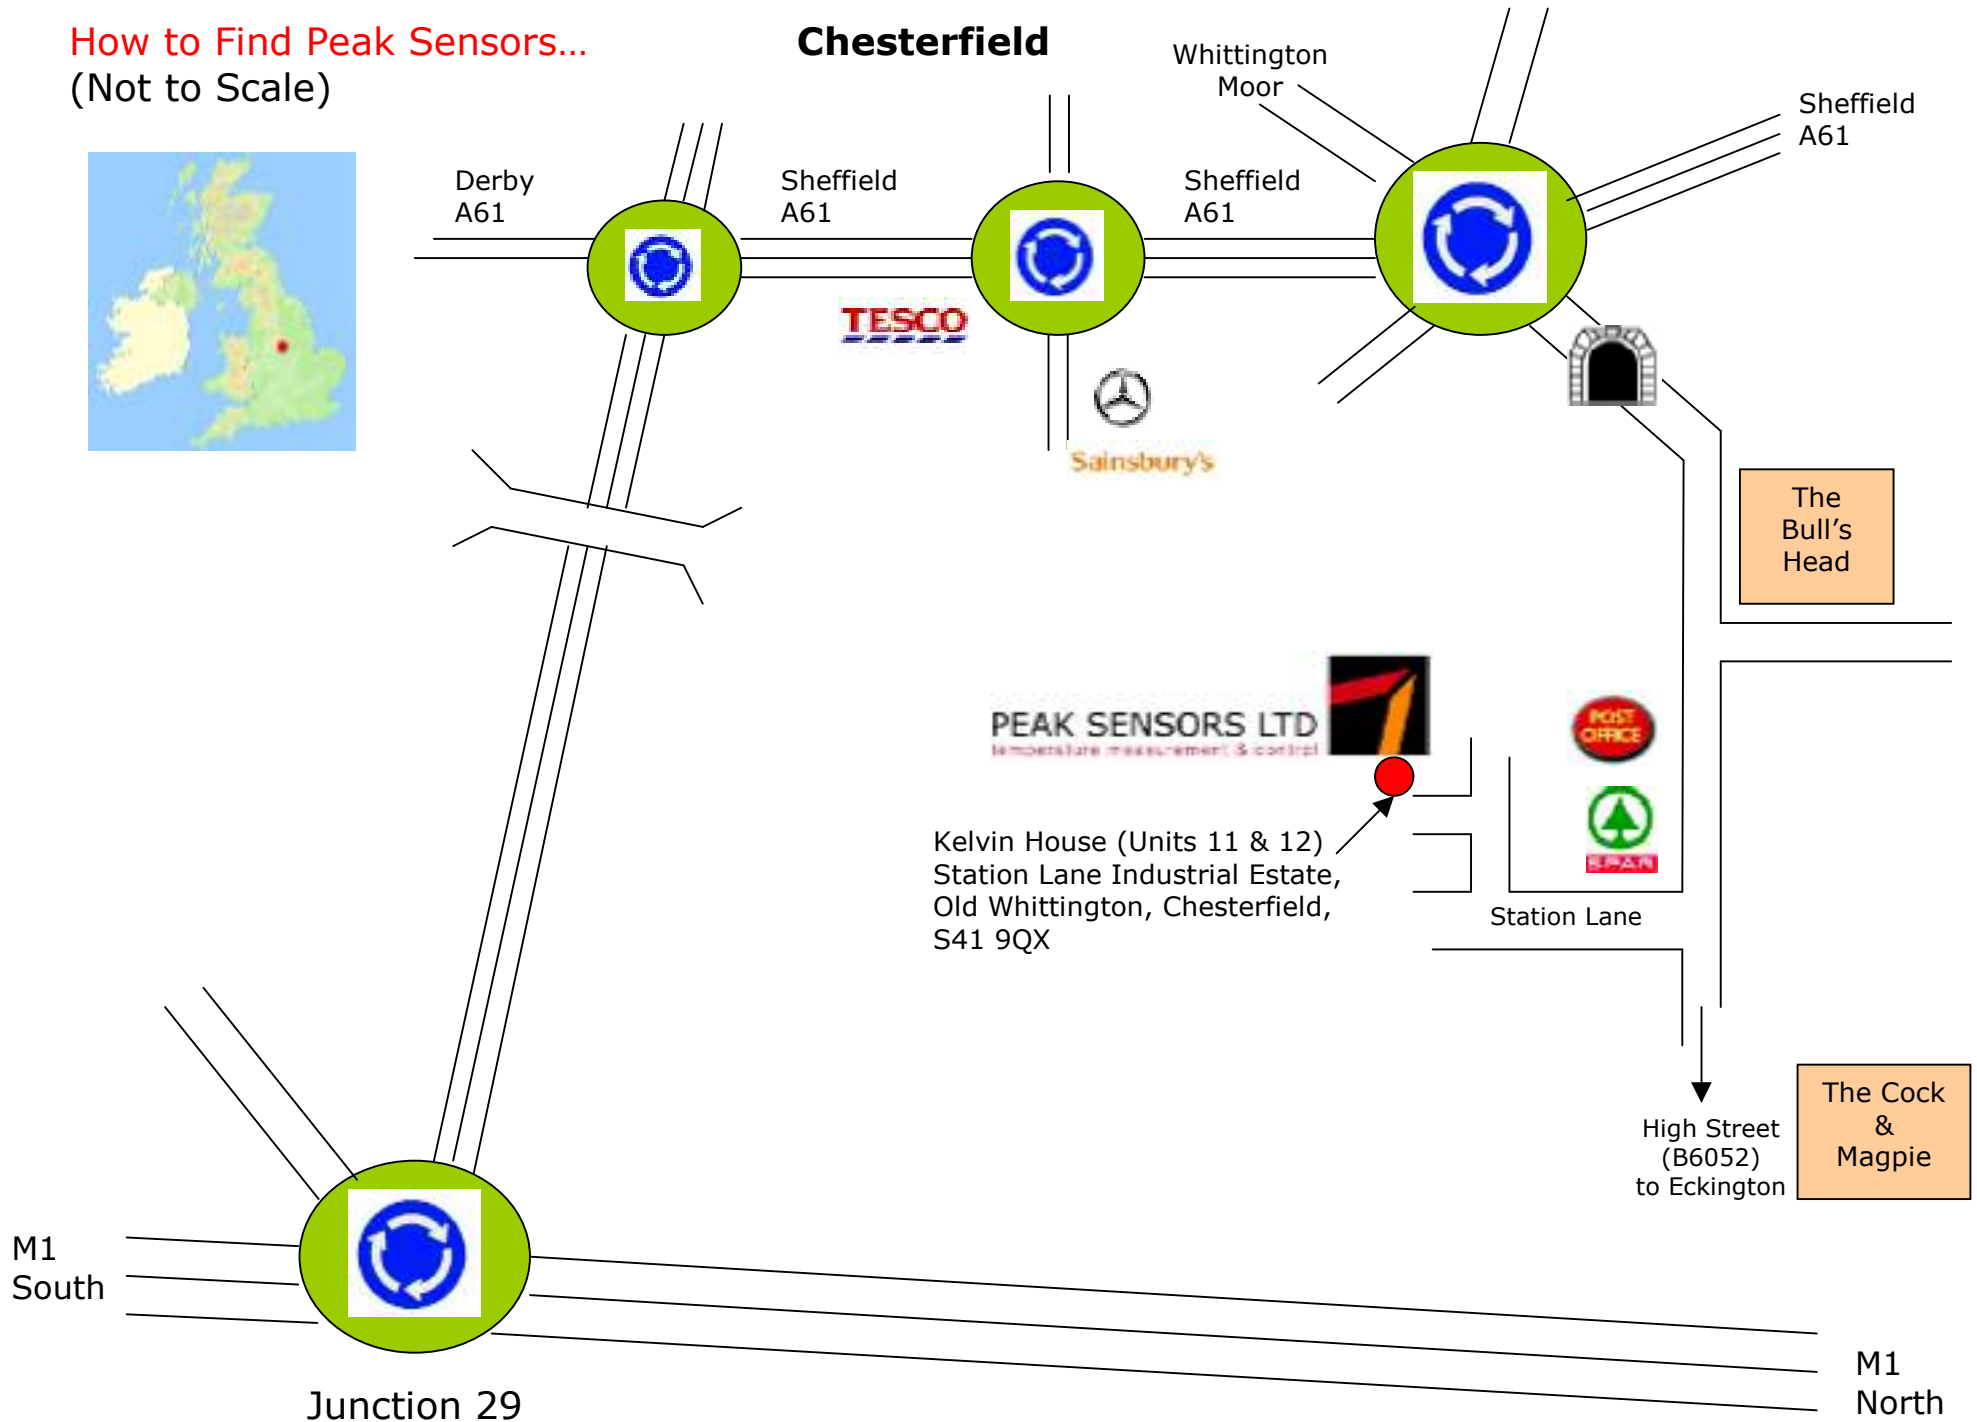 How to Find Peak Sensors...
(Not to Scale)
Chesterfield
Whittington
Moor
Sheffield
A61
Derby
A61
Sheffield
A61
Sheffield
A61
TESCO
Sainsbury's
The
Bull’s
Head
PEAK SENSORS LTD
temperature measurement & control
POST
OFFICE
SPAR
Kelvin House (Units 11 & 12)
Station Lane Industrial Estate,
Old Whittington, Chesterfield,
S41 9QX
Station Lane
The Cock
&
Magpie
High Street
(B6052)
to Eckington
M1
South
M1
North
Junction 29